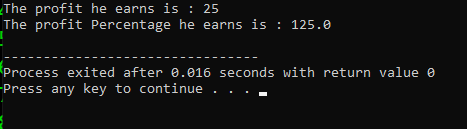 The profit he earns is : 25
The profit Percentage he earns is : 125.0
--------------------------------
Process exited after 0.016 seconds with return value 0
Press any key to continue . . .